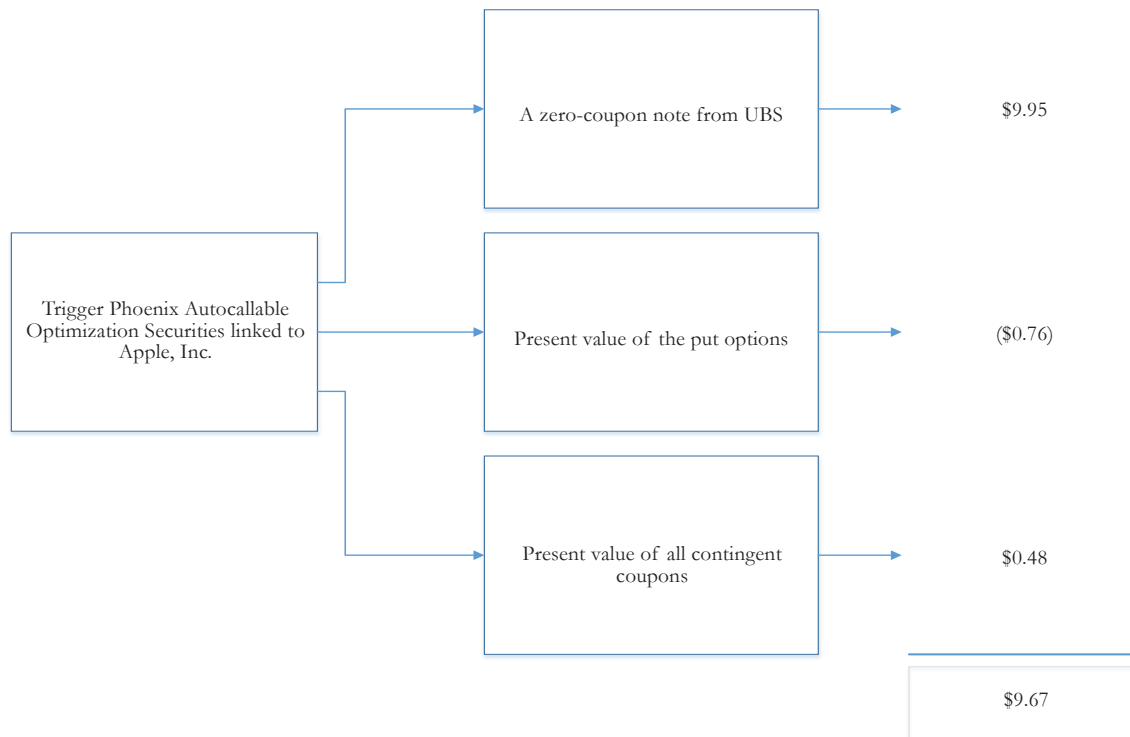 A zero-coupon note from UBS
$9.95
Trigger Phoenix Autocallable
Optimization Securities linked to
Apple, Inc.
Present value of the put options
($0.76)
Present value of all contingent
coupons
$0.48
$9.67